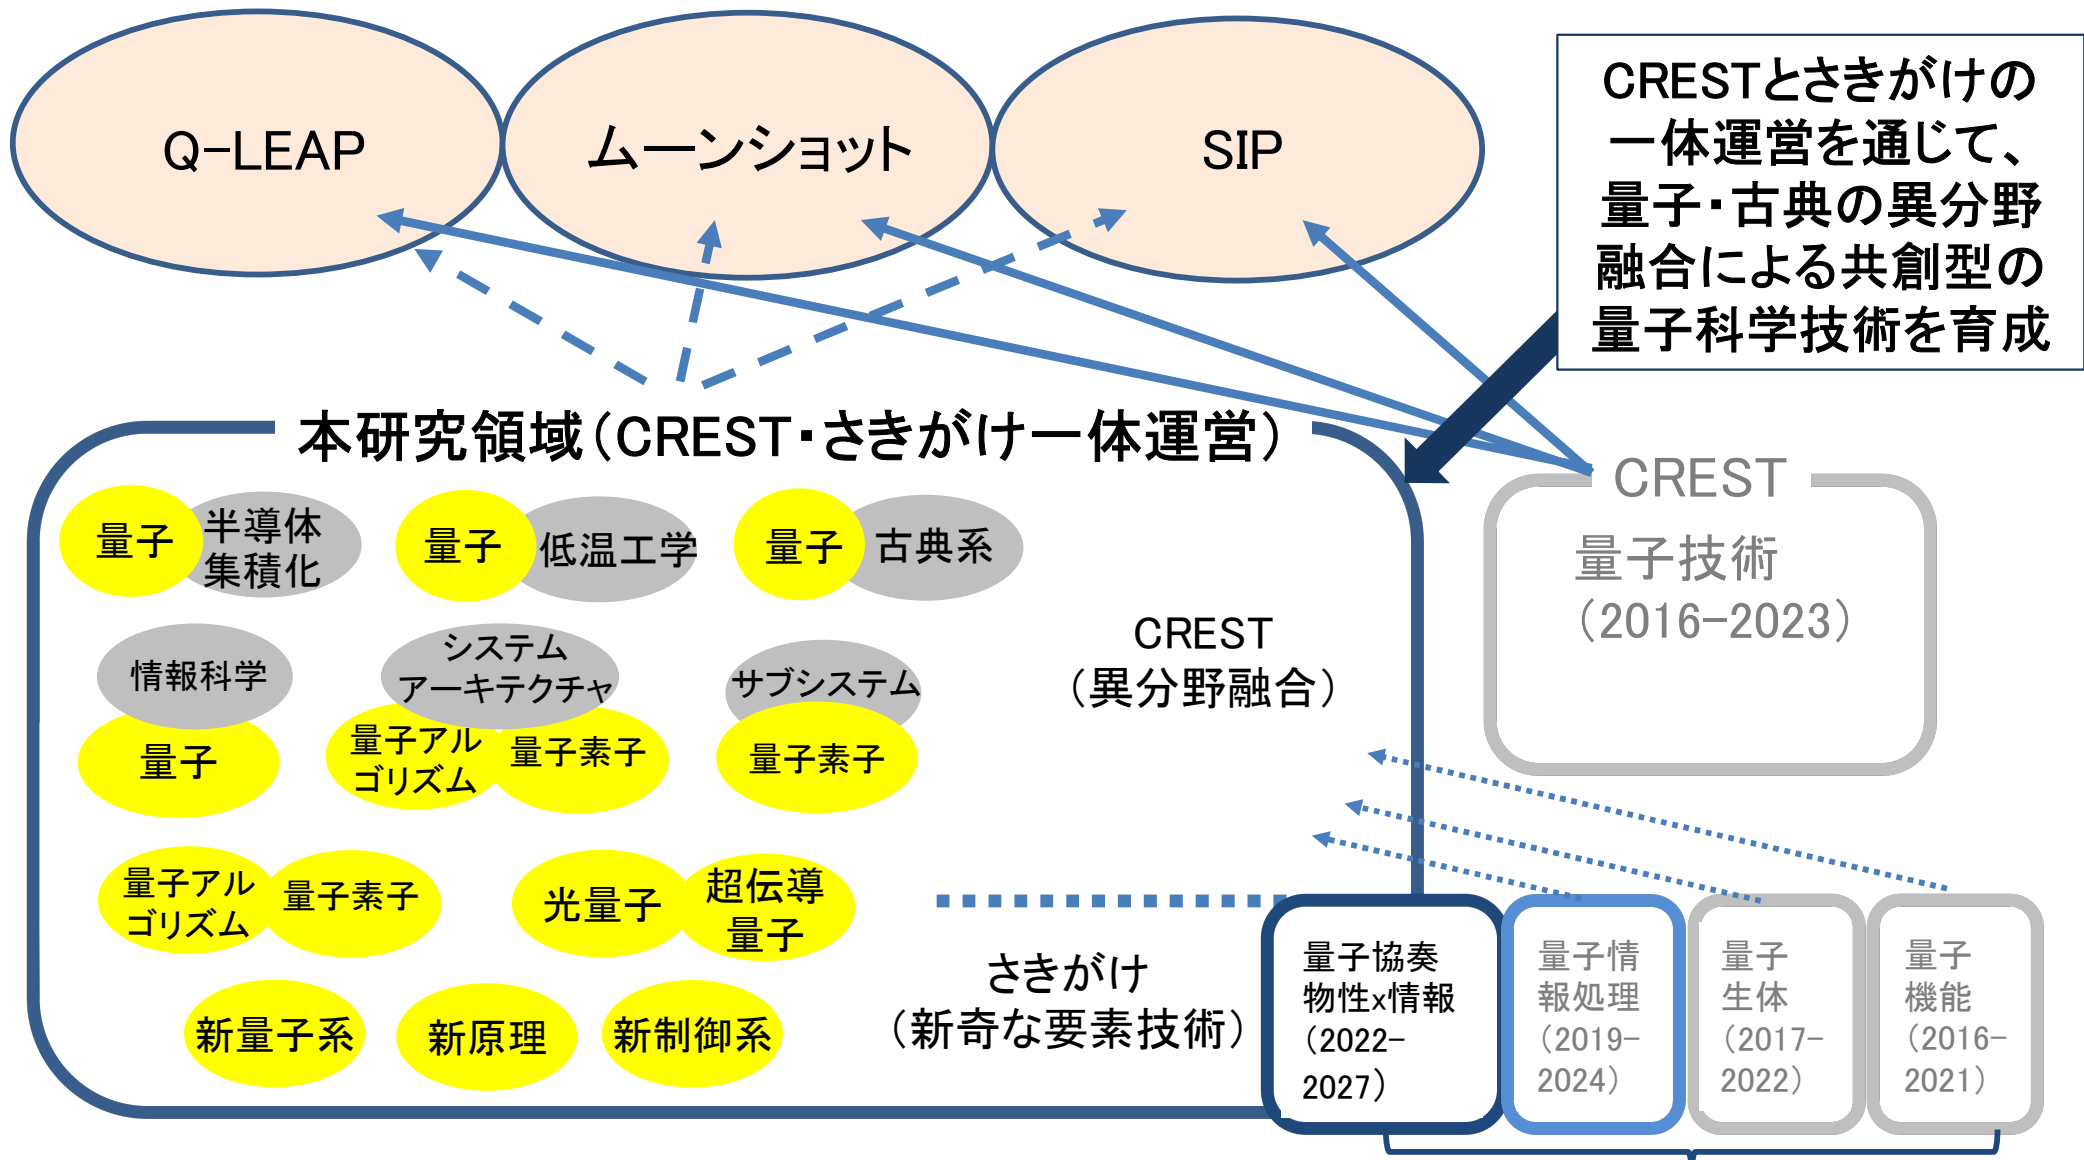 Q-LEAP
ムーンショット
SIP
CRESTとさきがけの
一体運営を通じて、
量子・古典の異分野
融合による共創型の
量子科学技術を育成
本研究領域（CREST・さきがけ一体運営）
量子
半導体
集積化
量子
低温工学
量子
古典系
CREST
量子技術
（2016-2023）
情報科学
量子
システム
アーキテクチャ
量子アル
ゴリズム
量子素子
サブシステム
量子素子
CREST
（異分野融合）
量子アル
ゴリズム
量子素子
光量子
超伝導
量子
新量子系
新原理
新制御系
さきがけ
（新奇な要素技術）
量子協奏
物性x情報
（2022-
2027）
量子情
報処理
（2019-
2024）
量子
生体
（2017-
2022）
量子
機能
（2016-
2021）